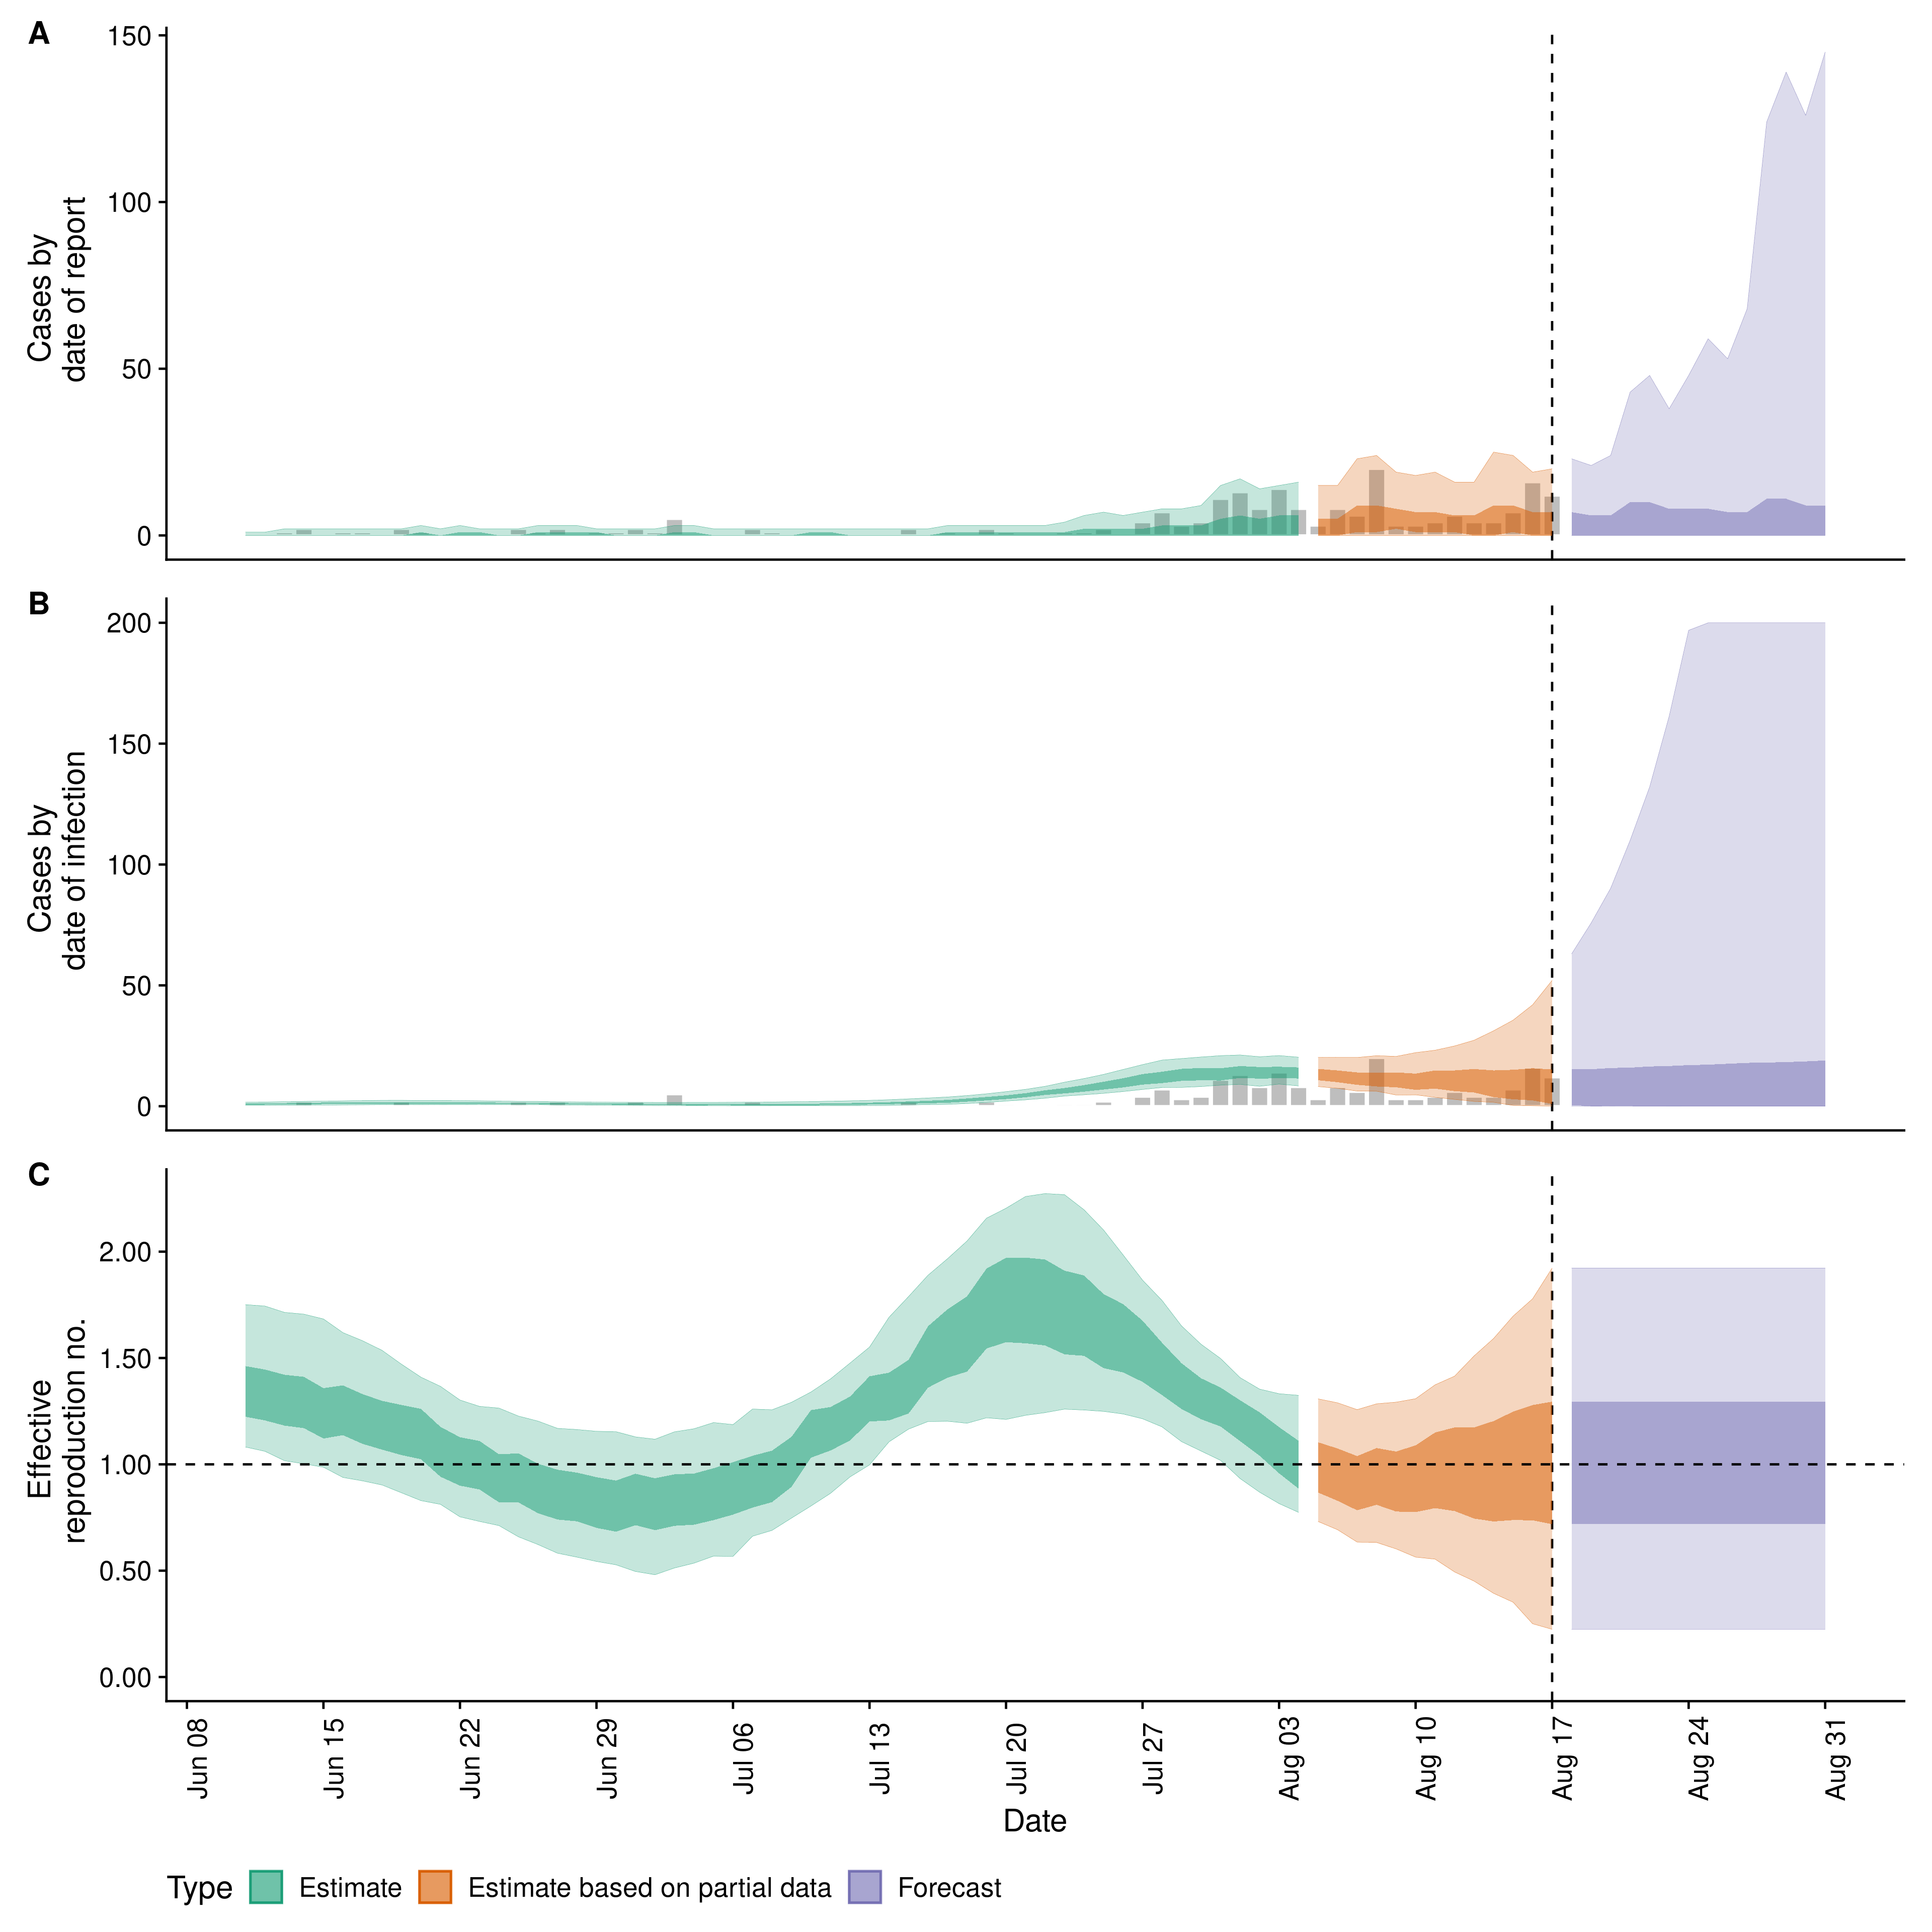 A
150
100
50
0
Cases by
date of report
B
200
150
100
50
0
Cases by
date of infection
C
2.00
1.50
1.00
0.50
0.00
Effective
reproduction no.
Jun 08
Jun 15
Jun 22
Jun 29
Jul 06
Jul 13
Jul 20
Jul 27
Aug 03
Aug 10
Aug 17
Aug 24
Aug 31
Date
Type Estimate Estimate based on partial data Forecast